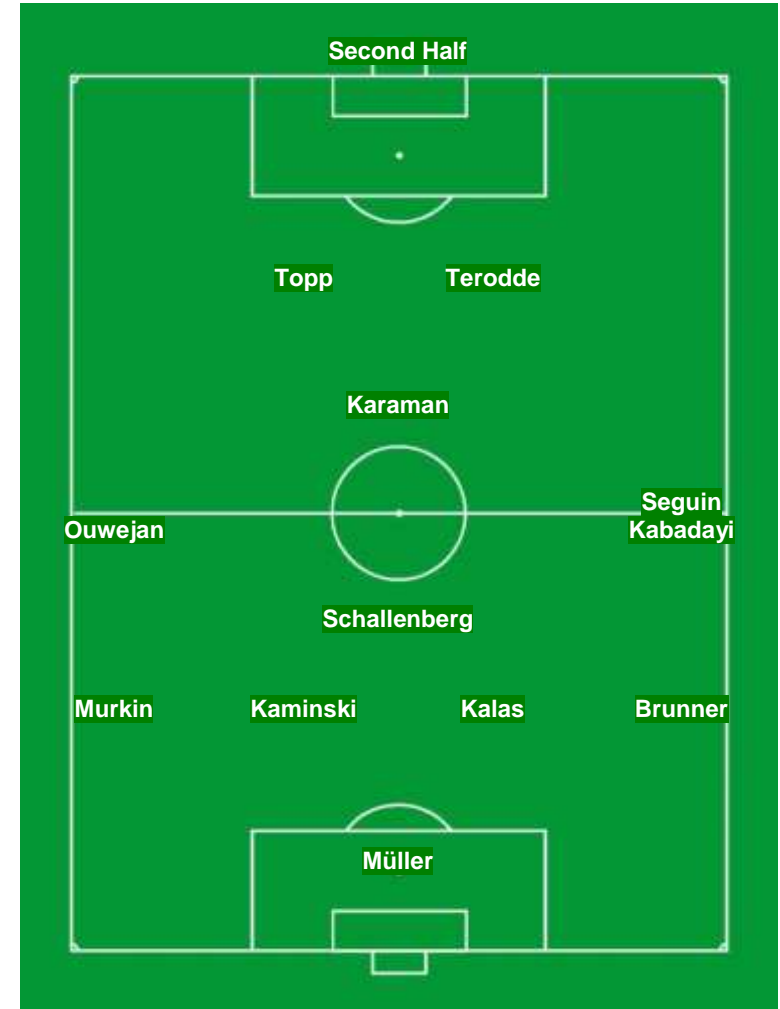 Second Half
Topp Terodde
Karaman
Seguin
Ouwejan Kabadayi
Schallenberg
Murkin Kaminski Kalas Brunner
Müller